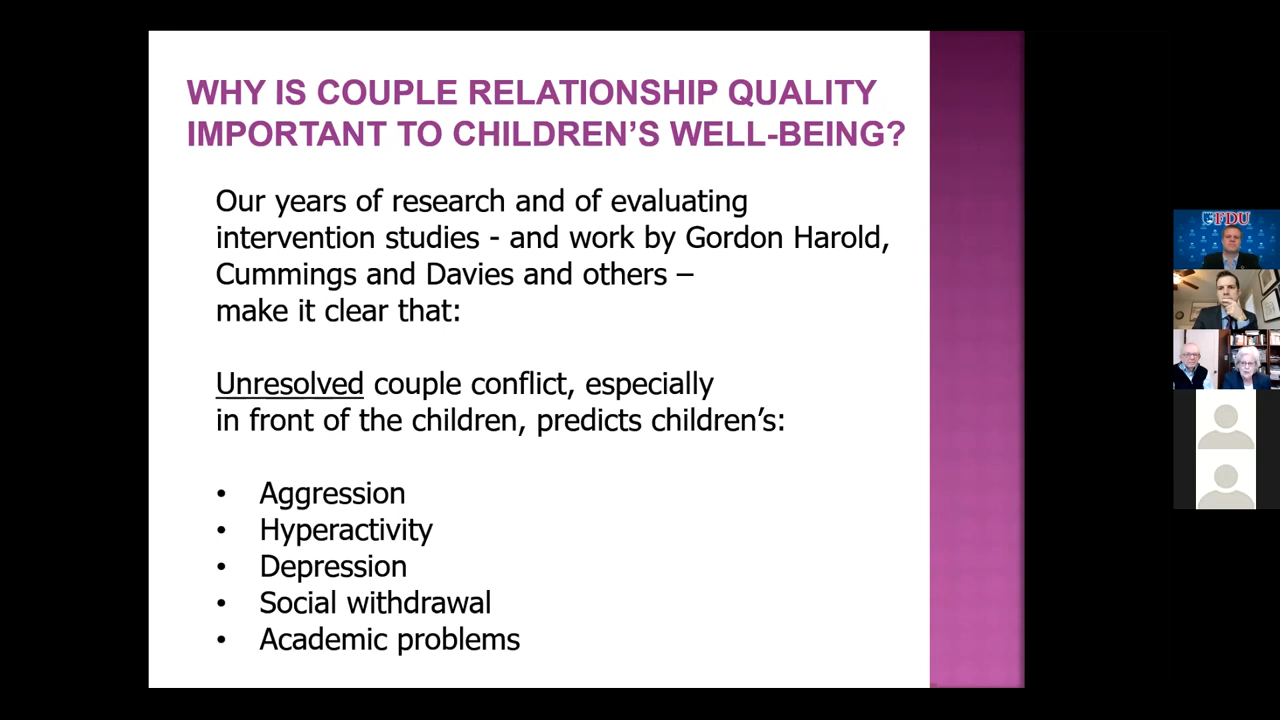 WHY IS COUPLE RELATIONSHIP QUALITY
IMPORTANT TO CHILDREN’S WELL-BEING?
Our years of research and of evaluating
intervention studies - and work by Gordon Harold,
Cummings and Davies and others –
make it clear that:
Unresolved couple conflict, especially
in front of the children, predicts children’s:
• Aggression
• Hyperactivity
• Depression
• Social withdrawal
• Academic problems
FDU